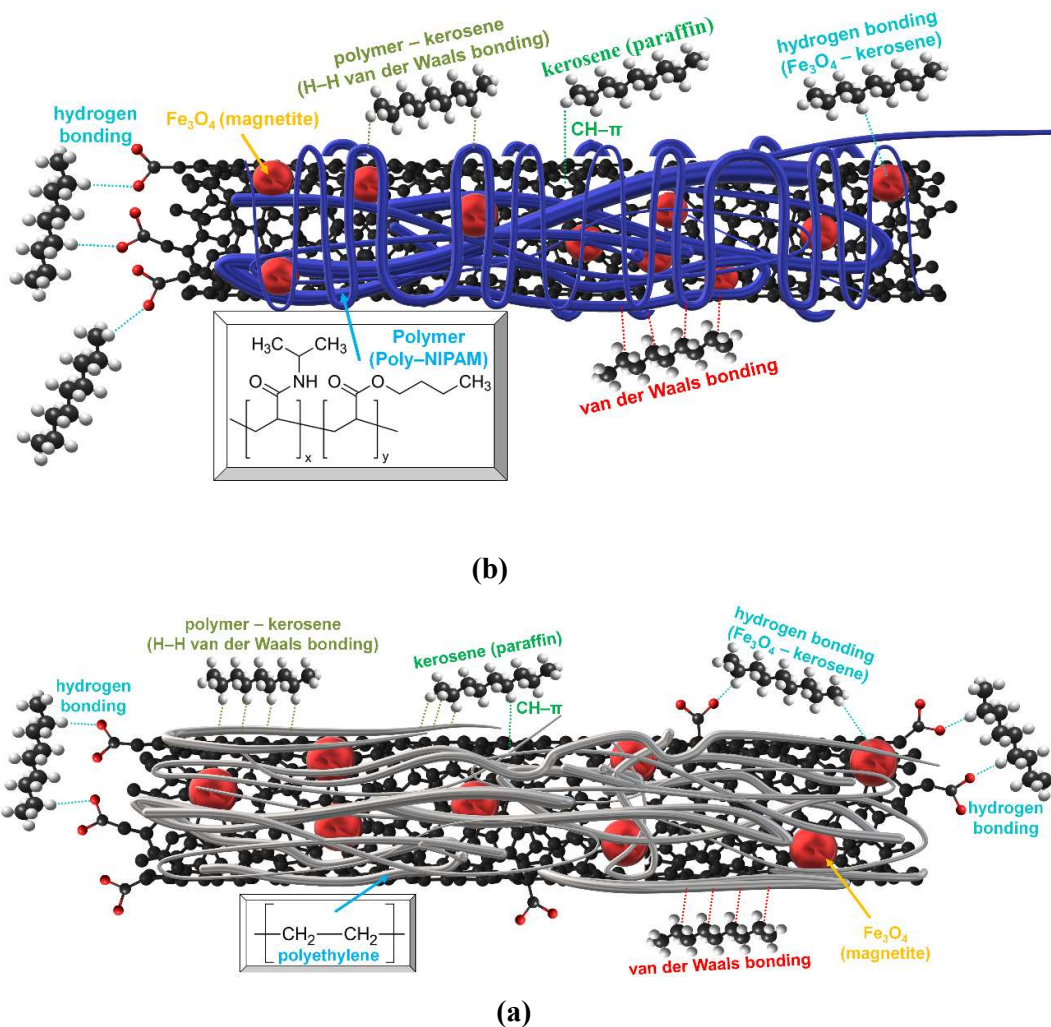 polymer – kerosene
(H–H van der Waals bonding)
kerosene (paraffin)
hydrogen bonding
(Fe₃O₄ – kerosene)
hydrogen
bonding
Fe₃O₄ (magnetite)
CH–π
Polymer
(Poly–NIPAM)
H₃C
CH₃
O
NH
O
O
CH₃
x
y
van der Waals bonding
(b)
polymer – kerosene
(H–H van der Waals bonding)
kerosene (paraffin)
hydrogen bonding
(Fe₃O₄ – kerosene)
hydrogen
bonding
CH–π
hydrogen
bonding
CH₂—CH₂
polyethylene
van der Waals bonding
Fe₃O₄
(magnetite)
(a)